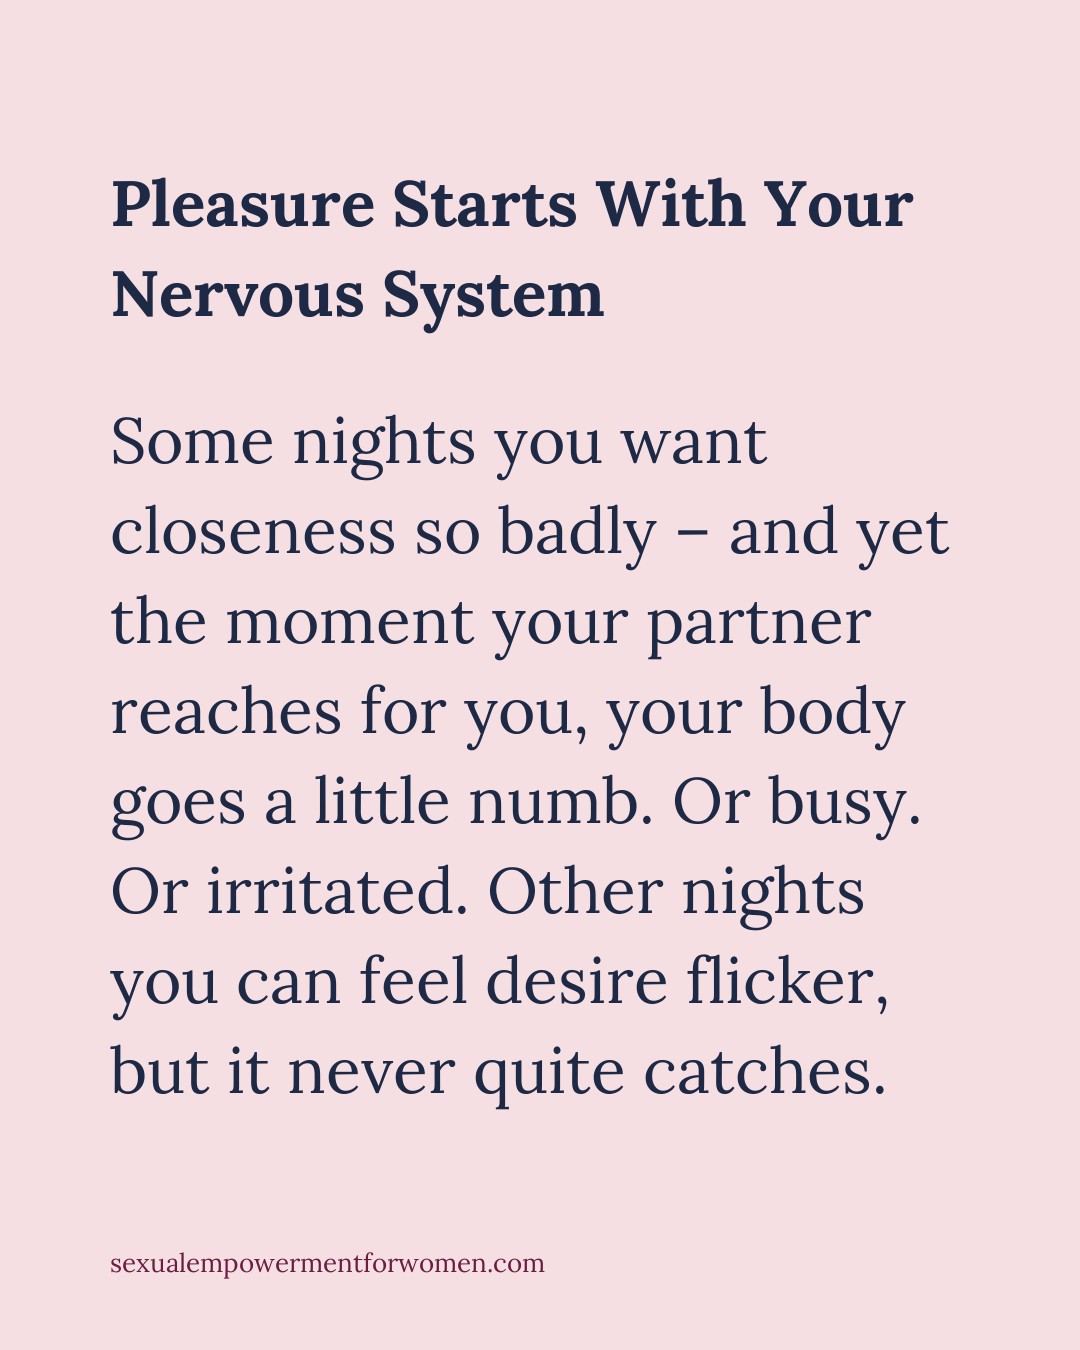 Pleasure Starts With Your
Nervous System
Some nights you want
closeness so badly – and yet
the moment your partner
reaches for you, your body
goes a little numb. Or busy.
Or irritated. Other nights
you can feel desire flicker,
but it never quite catches.
sexualempowermentforwomen.com